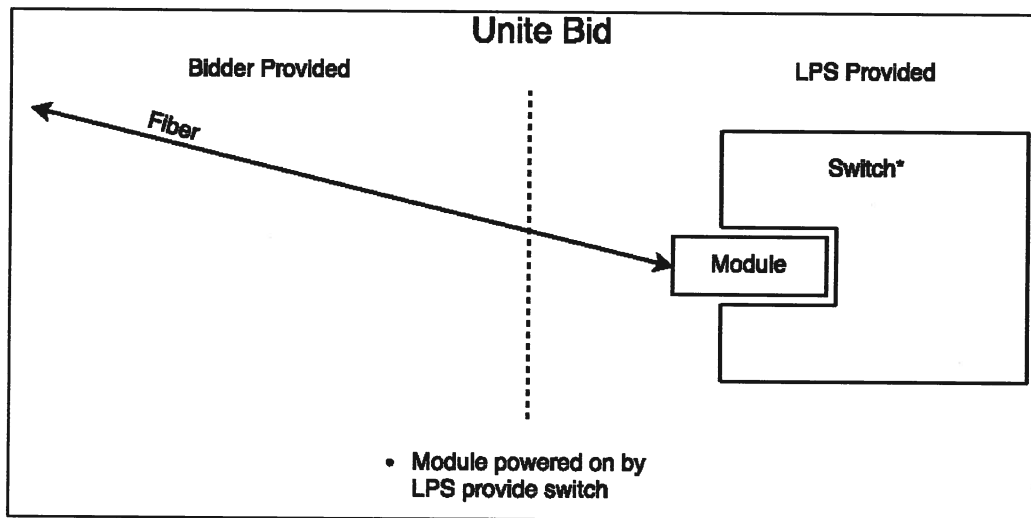 Unite Bid
Bidder Provided
LPS Provided
Fiber
Switch*
Module
• Module powered on by
LPS provide switch